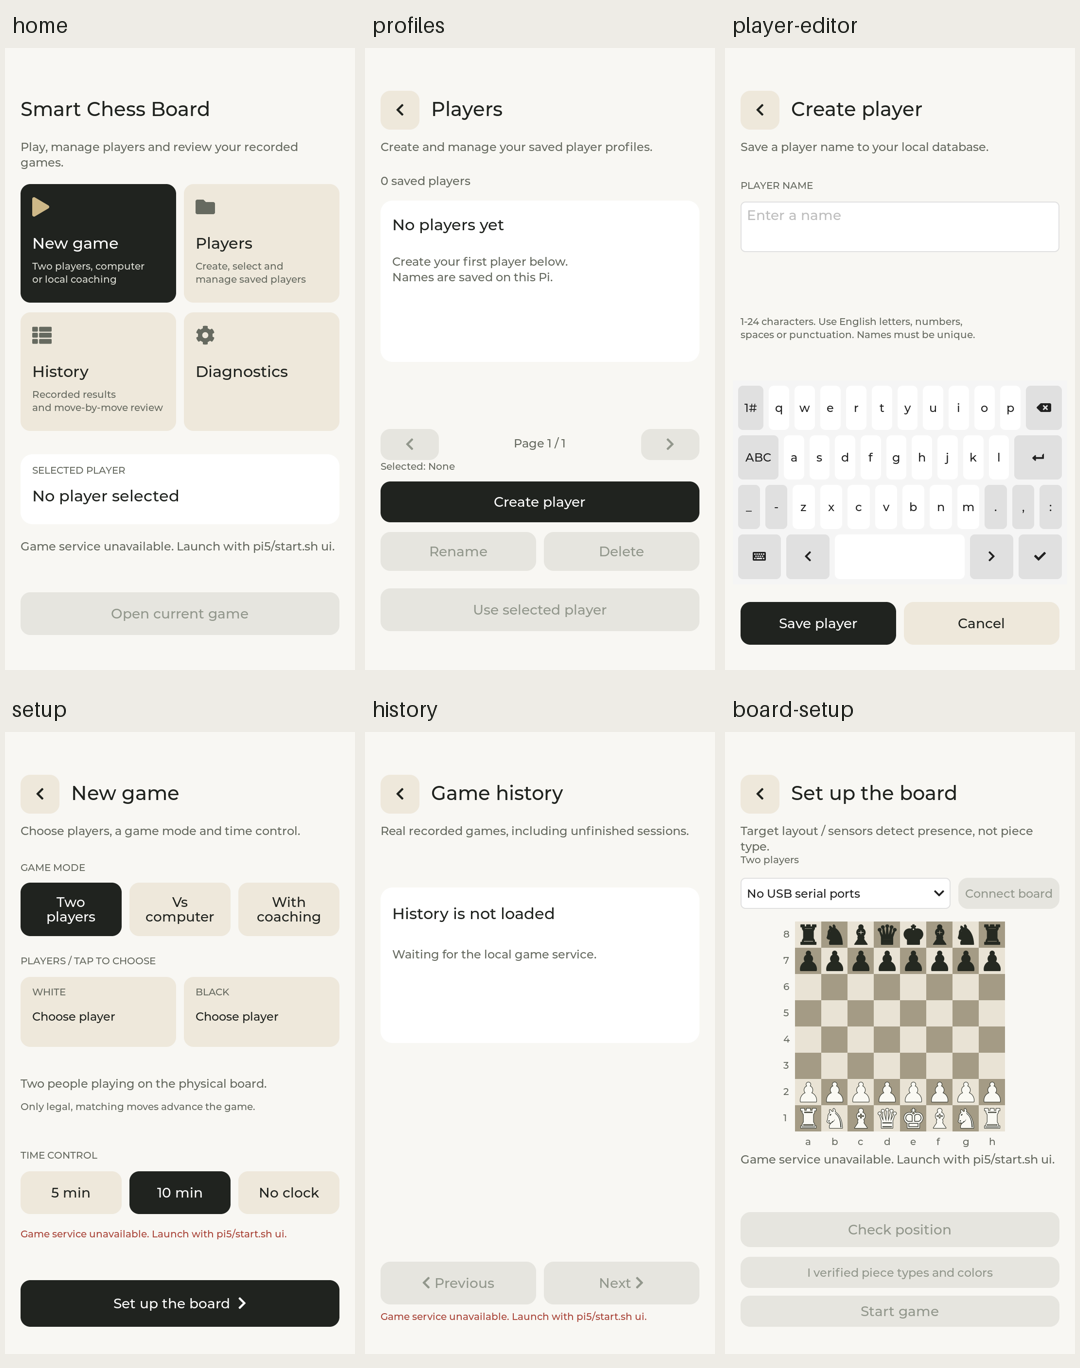 home
Smart Chess Board
Play, manage players and review your recorded
games.
New game
Two players, computer
or local coaching
Players
Create, select and
manage saved players
History
Recorded results
and move-by-move review
Diagnostics
SELECTED PLAYER
No player selected
Game service unavailable. Launch with pi5/start.sh ui.
Open current game
profiles
Players
Create and manage your saved player profiles.
0 saved players
No players yet
Create your first player below.
Names are saved on this Pi.
Page 1 / 1
Selected: None
Create player
Rename
Delete
Use selected player
player-editor
Create player
Save a player name to your local database.
PLAYER NAME
Enter a name
1-24 characters. Use English letters, numbers,
spaces or punctuation. Names must be unique.
1# q w e r t y u i o p
ABC a s d f g h j k l
_ - z x c v b n m . , :
Save player
Cancel
setup
New game
Choose players, a game mode and time control.
GAME MODE
Two
players
Vs
computer
With
coaching
PLAYERS / TAP TO CHOOSE
WHITE
Choose player
BLACK
Choose player
Two people playing on the physical board.
Only legal, matching moves advance the game.
TIME CONTROL
5 min
10 min
No clock
Game service unavailable. Launch with pi5/start.sh ui.
Set up the board
history
Game history
Real recorded games, including unfinished sessions.
History is not loaded
Waiting for the local game service.
Previous
Next
Game service unavailable. Launch with pi5/start.sh ui.
board-setup
Set up the board
Target layout / sensors detect presence, not piece
type.
Two players
No USB serial ports
Connect board
8
7
6
5
4
3
2
1
a b c d e f g h
Game service unavailable. Launch with pi5/start.sh ui.
Check position
I verified piece types and colors
Start game